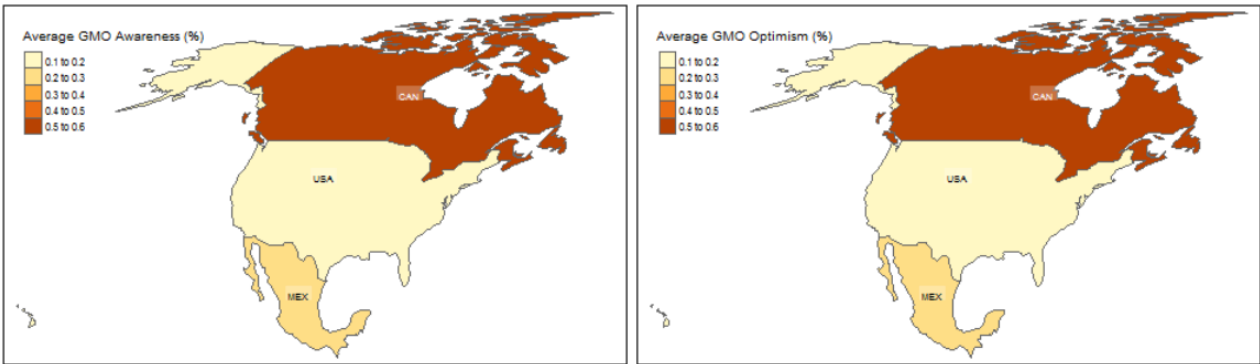 Average GMO Awareness (%)
0.1 to 0.2
0.2 to 0.3
0.3 to 0.4
0.4 to 0.5
0.5 to 0.6
CAN
USA
MEX
Average GMO Optimism (%)
0.1 to 0.2
0.2 to 0.3
0.3 to 0.4
0.4 to 0.5
0.5 to 0.6
CAN
USA
MEX